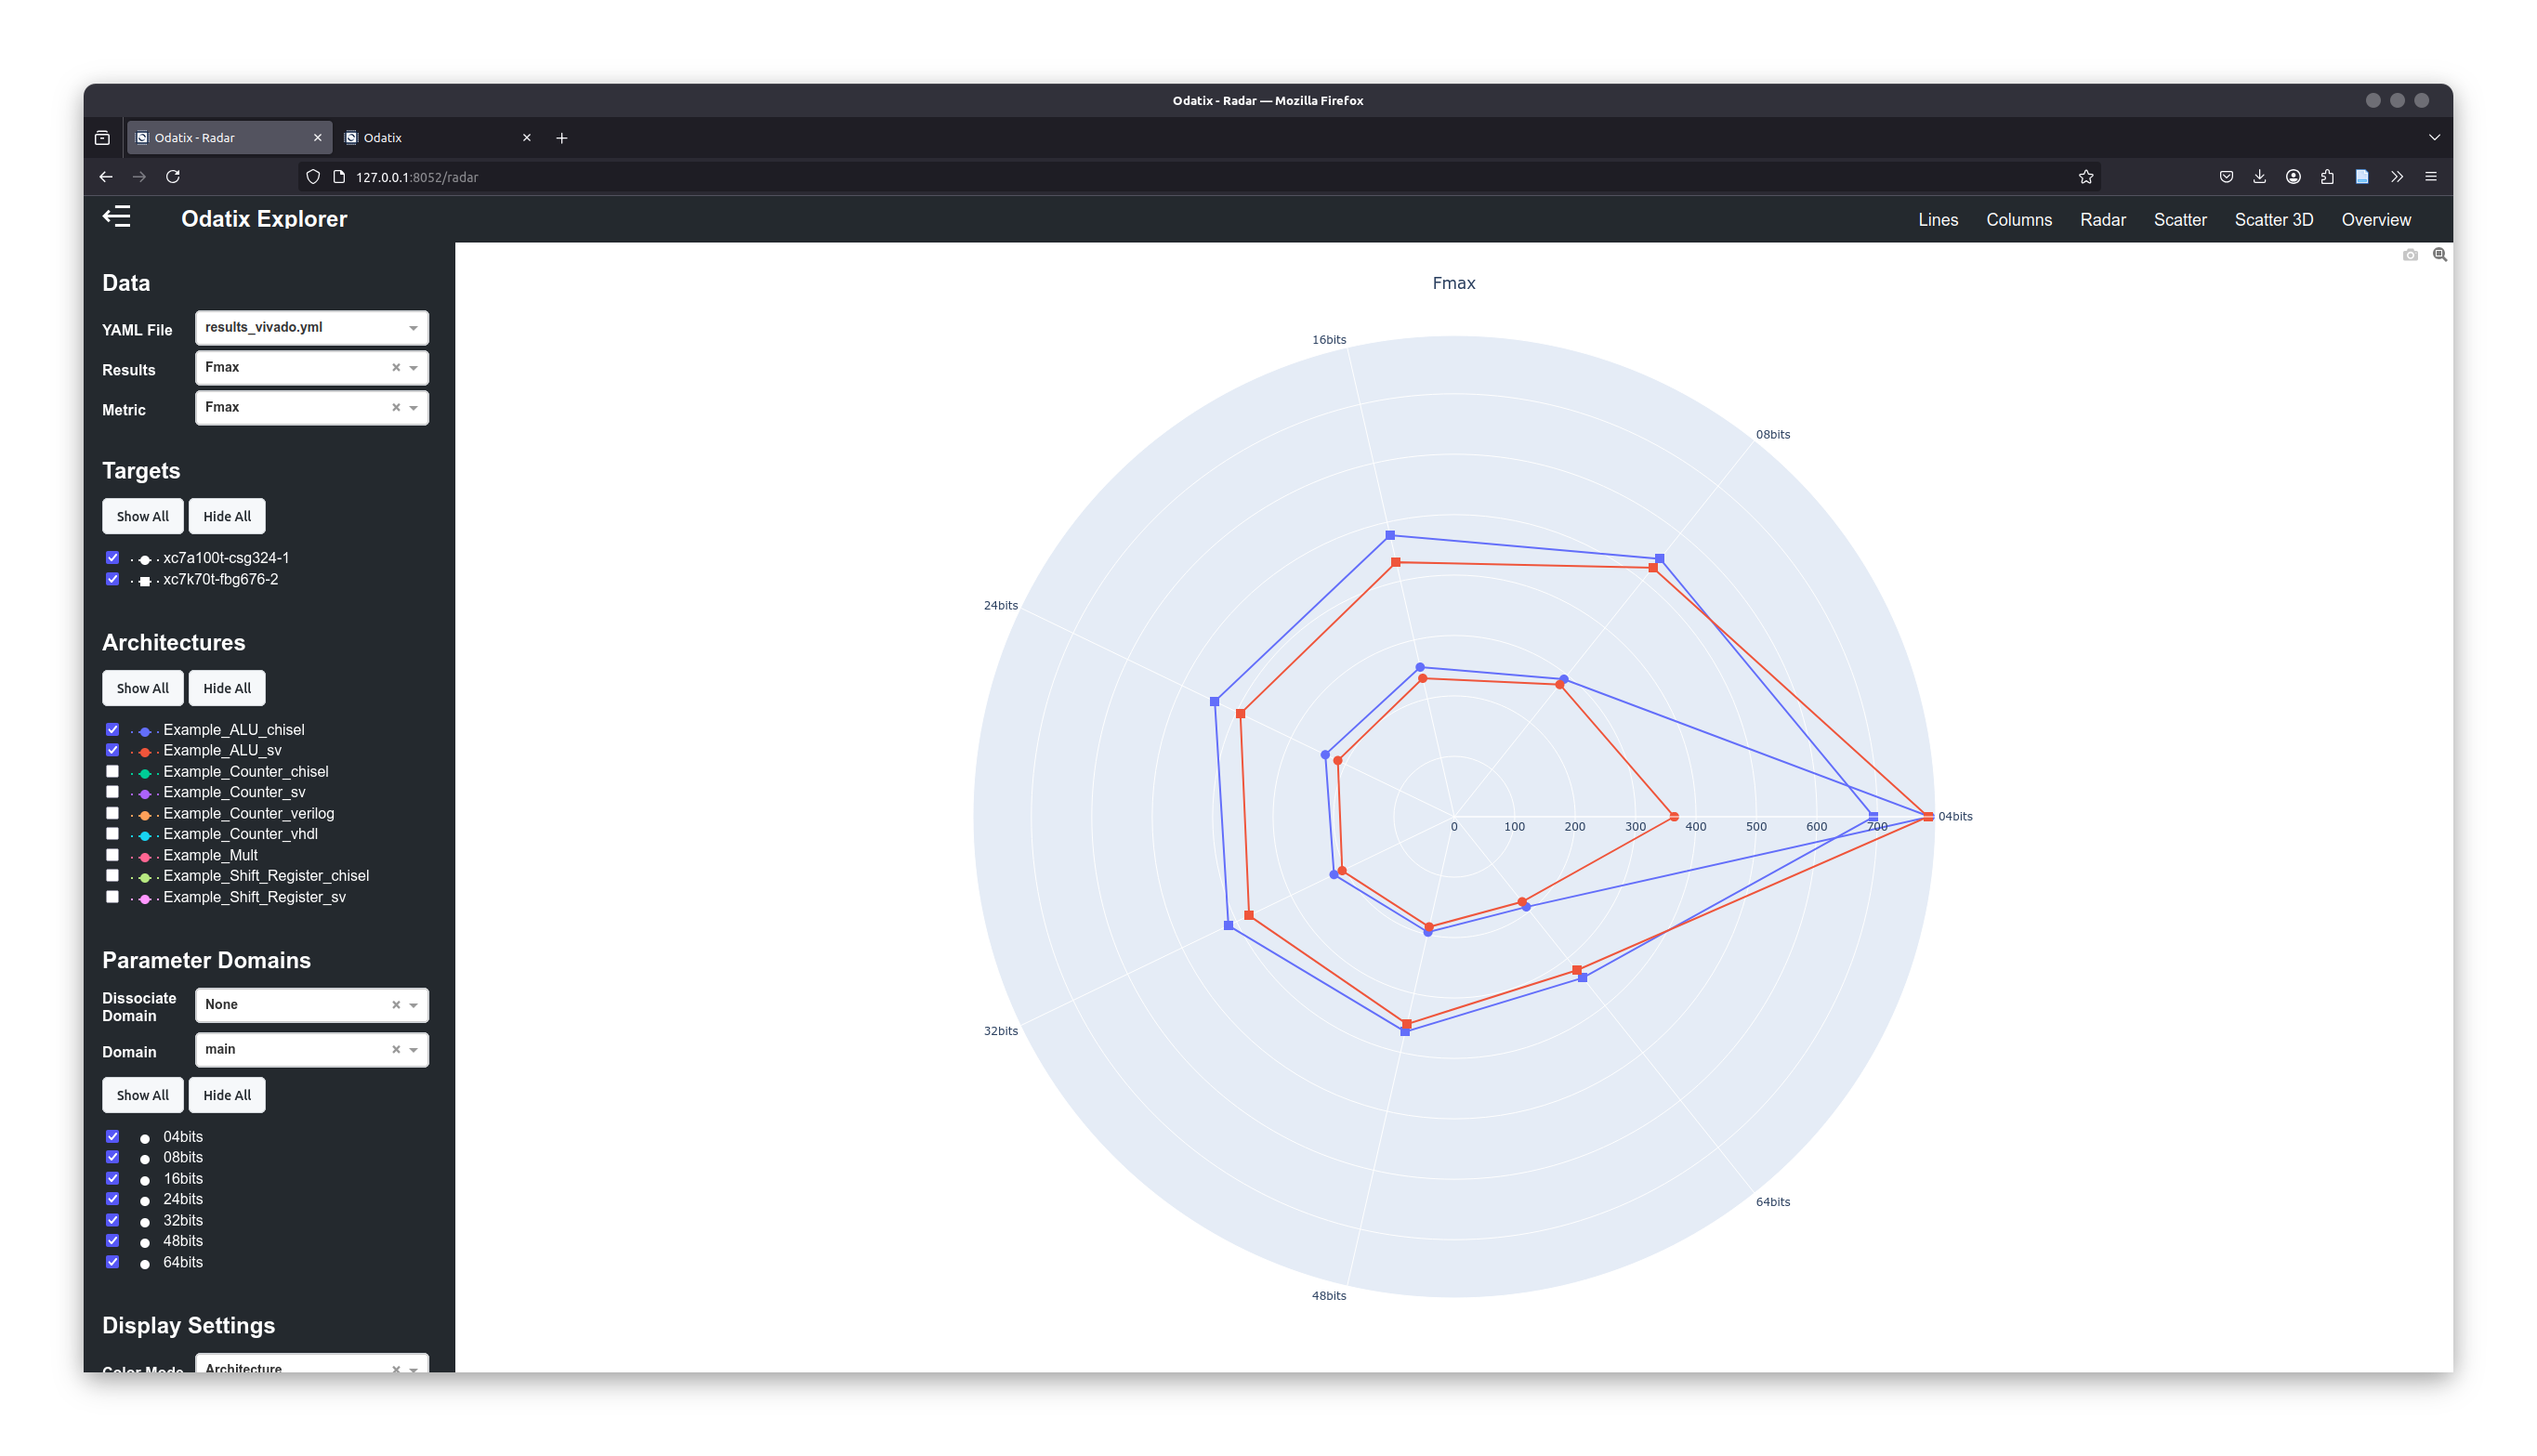 Odatix - Radar — Mozilla Firefox
Odatix - Radar
Odatix
127.0.0.1:8052/radar
Odatix Explorer
Lines Columns Radar Scatter Scatter 3D Overview
Data
YAML File results_vivado.yml
Results Fmax
Metric Fmax
Targets
Show All Hide All
xc7a100t-csg324-1
xc7k70t-fbg676-2
Architectures
Show All Hide All
Example_ALU_chisel
Example_ALU_sv
Example_Counter_chisel
Example_Counter_sv
Example_Counter_verilog
Example_Counter_vhdl
Example_Mult
Example_Shift_Register_chisel
Example_Shift_Register_sv
Parameter Domains
Dissociate
Domain
None
Domain main
Show All Hide All
04bits
08bits
16bits
24bits
32bits
48bits
64bits
Display Settings
Color Mode Architecture
Fmax
16bits
08bits
24bits
04bits
0 100 200 300 400 500 600 700
32bits
64bits
48bits